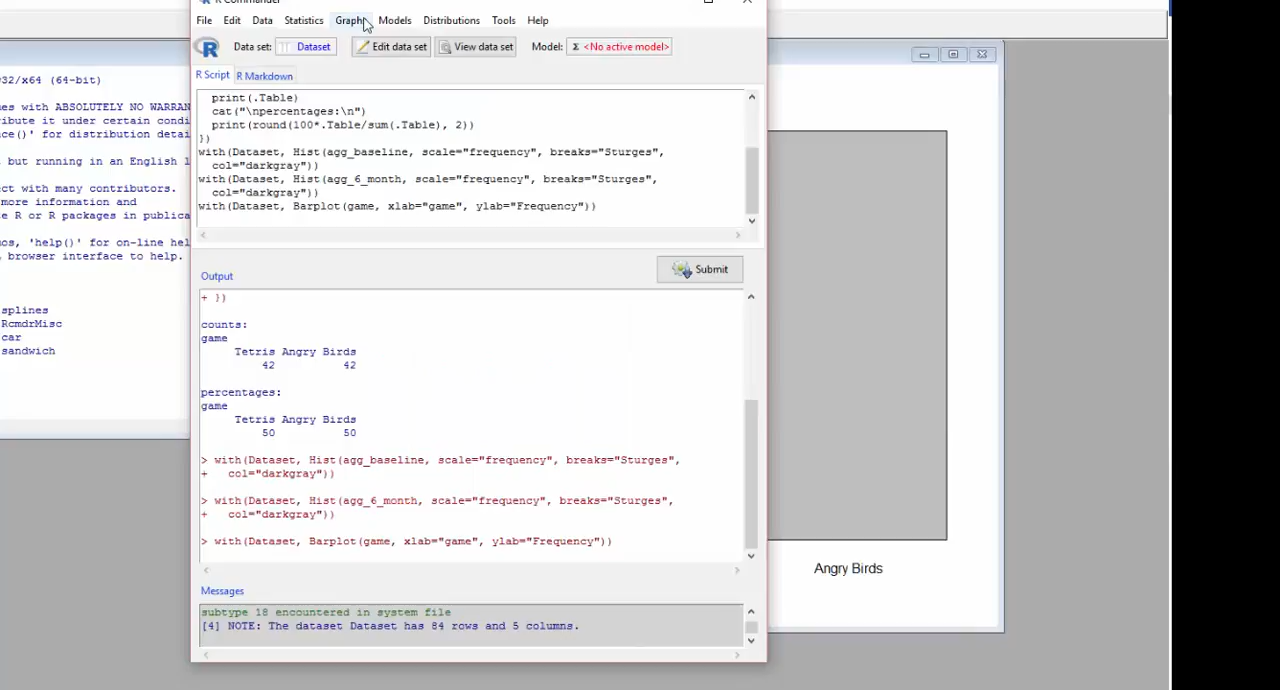 R Commander
File Edit Data Statistics Graphs Models Distributions Tools Help
R Data set: Dataset Edit data set View data set Model: Σ <No active model>
R Script R Markdown
print(.Table)
cat("\npercentages:\n")
print(round(100*.Table/sum(.Table), 2))
})
with(Dataset, Hist(agg_baseline, scale="frequency", breaks="Sturges",
col="darkgray"))
with(Dataset, Hist(agg_6_month, scale="frequency", breaks="Sturges",
col="darkgray"))
with(Dataset, Barplot(game, xlab="game", ylab="Frequency"))
Submit
Output
+ })
counts:
game
Tetris Angry Birds
42 42
percentages:
game
Tetris Angry Birds
50 50
> with(Dataset, Hist(agg_baseline, scale="frequency", breaks="Sturges",
+ col="darkgray"))
> with(Dataset, Hist(agg_6_month, scale="frequency", breaks="Sturges",
+ col="darkgray"))
> with(Dataset, Barplot(game, xlab="game", ylab="Frequency"))
Messages
subtype 18 encountered in system file
[4] NOTE: The dataset Dataset has 84 rows and 5 columns.
32/x64 (64-bit)
es with ABSOLUTELY NO WARRAN
ribute it under certain condi
ce()' for distribution detai
but running in an English l
ct with many contributors.
more information and
e R or R packages in publica
os, 'help()' for on-line hel
browser interface to help.
splines
RcmdrMisc
car
sandwich
Angry Birds